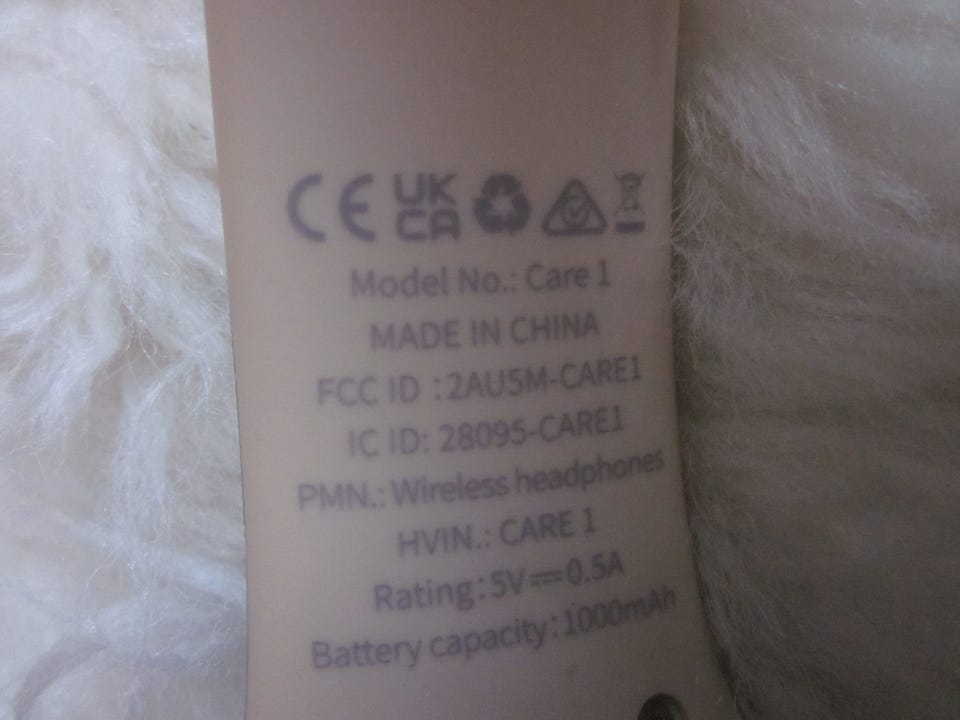 CE UK CA
Model No.: Care 1
MADE IN CHINA
FCC ID :2AU5M-CARE1
IC ID: 28095-CARE1
PMN.: Wireless headphones
HVIN.: CARE 1
Rating:5V⎓0.5A
Battery capacity:1000mAh